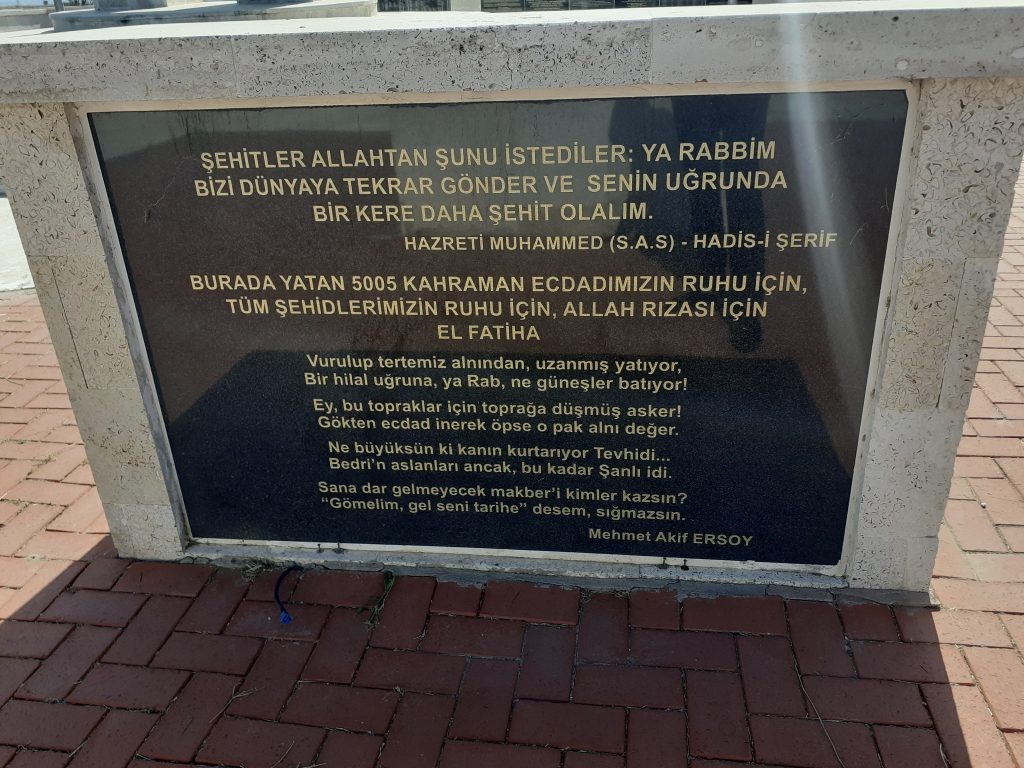 ŞEHİTLER ALLAHTAN ŞUNU İSTEDİLER: YA RABBİM
BİZİ DÜNYAYA TEKRAR GÖNDER VE SENİN UĞRUNDA
BİR KERE DAHA ŞEHİT OLALIM.
HAZRETİ MUHAMMED (S.A.S) - HADİS-İ ŞERİF
BURADA YATAN 5005 KAHRAMAN ECDADIMIZIN RUHU İÇİN,
TÜM ŞEHİDLERİMİZİN RUHU İÇİN, ALLAH RIZASI İÇİN
EL FATİHA
Vurulup tertemiz alnından, uzanmış yatıyor,
Bir hilal uğruna, ya Rab, ne güneşler batıyor!
Ey, bu topraklar için toprağa düşmüş asker!
Gökten ecdad inerek öpse o pak alnı değer.
Ne büyüksün ki kanın kurtarıyor Tevhidi...
Bedri'n aslanları ancak, bu kadar Şanlı idi.
Sana dar gelmeyecek makber'i kimler kazsın?
“Gömelim, gel seni tarihe” desem, sığmazsın.
Mehmet Akif ERSOY